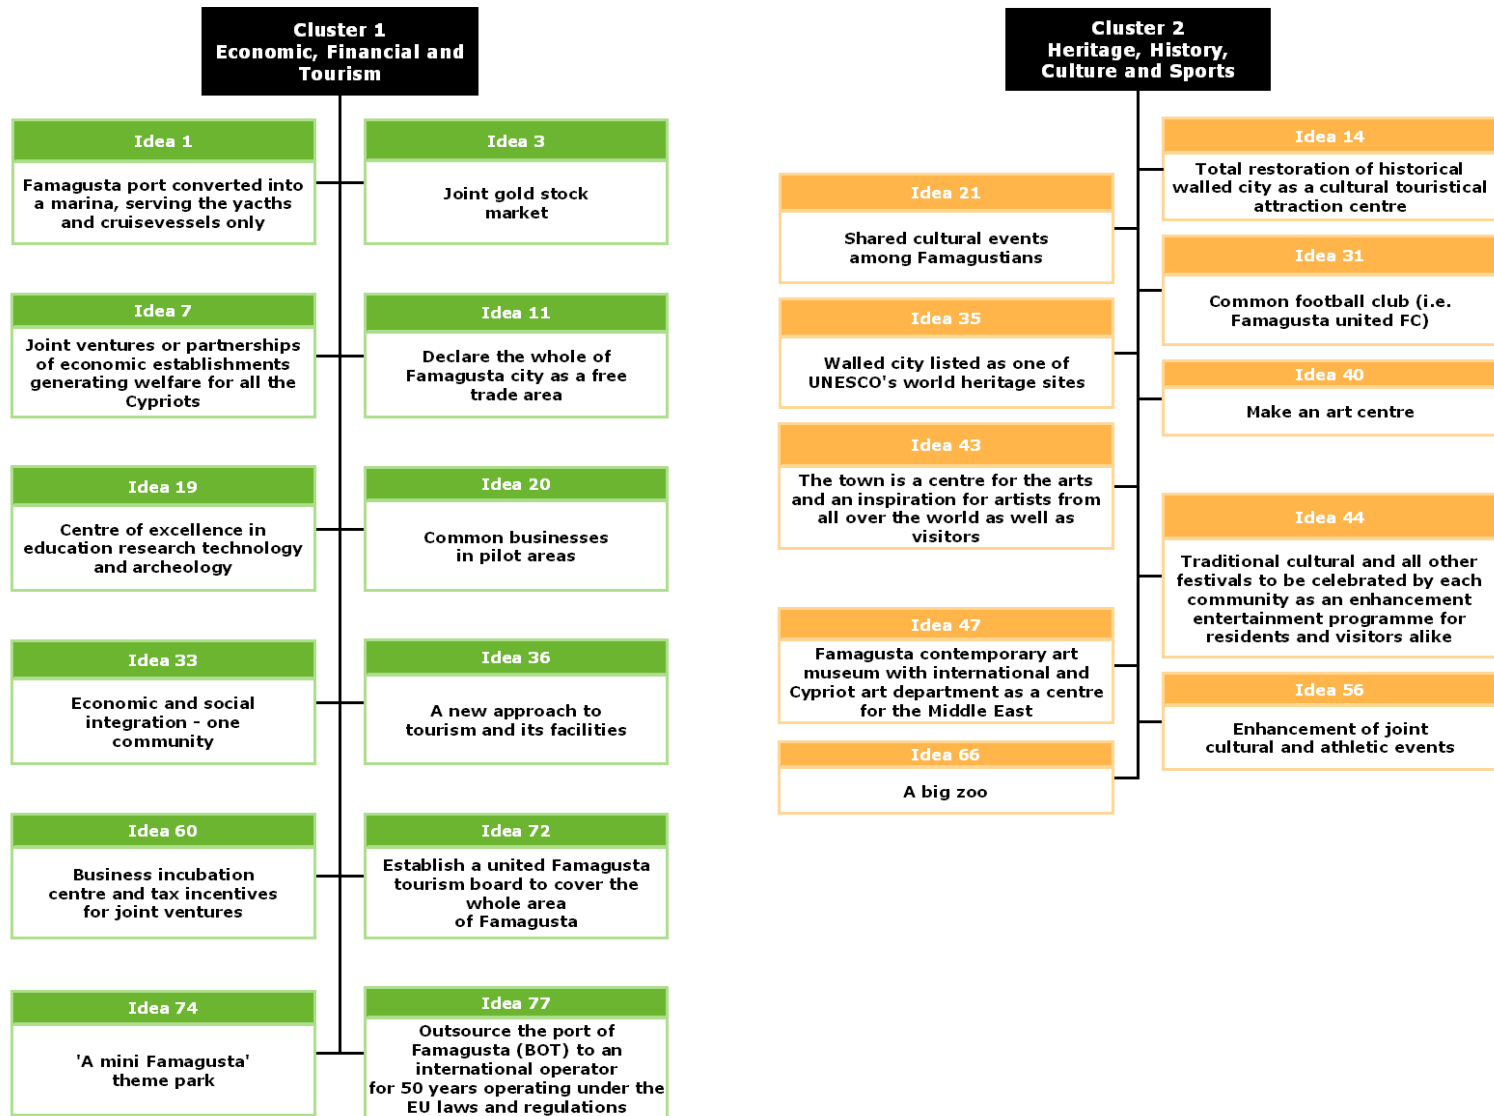 Cluster 1
Economic, Financial and
Tourism
Idea 1
Famagusta port converted into
a marina, serving the yacths
and cruisevessels only
Idea 3
Joint gold stock
market
Idea 7
Joint ventures or partnerships
of economic establishments
generating welfare for all the
Cypriots
Idea 11
Declare the whole of
Famagusta city as a free
trade area
Idea 19
Centre of excellence in
education research technology
and archeology
Idea 20
Common businesses
in pilot areas
Idea 33
Economic and social
integration - one
community
Idea 36
A new approach to
tourism and its facilities
Idea 60
Business incubation
centre and tax incentives
for joint ventures
Idea 72
Establish a united Famagusta
tourism board to cover the
whole area
of Famagusta
Idea 74
'A mini Famagusta'
theme park
Idea 77
Outsource the port of
Famagusta (BOT) to an
international operator
for 50 years operating under the
EU laws and regulations
Cluster 2
Heritage, History,
Culture and Sports
Idea 14
Total restoration of historical
walled city as a cultural touristical
attraction centre
Idea 21
Shared cultural events
among Famagustians
Idea 31
Common football club (i.e.
Famagusta united FC)
Idea 35
Walled city listed as one of
UNESCO's world heritage sites
Idea 40
Make an art centre
Idea 43
The town is a centre for the arts
and an inspiration for artists from
all over the world as well as
visitors
Idea 44
Traditional cultural and all other
festivals to be celebrated by each
community as an enhancement
entertainment programme for
residents and visitors alike
Idea 47
Famagusta contemporary art
museum with international and
Cypriot art department as a centre
for the Middle East
Idea 56
Enhancement of joint
cultural and athletic events
Idea 66
A big zoo